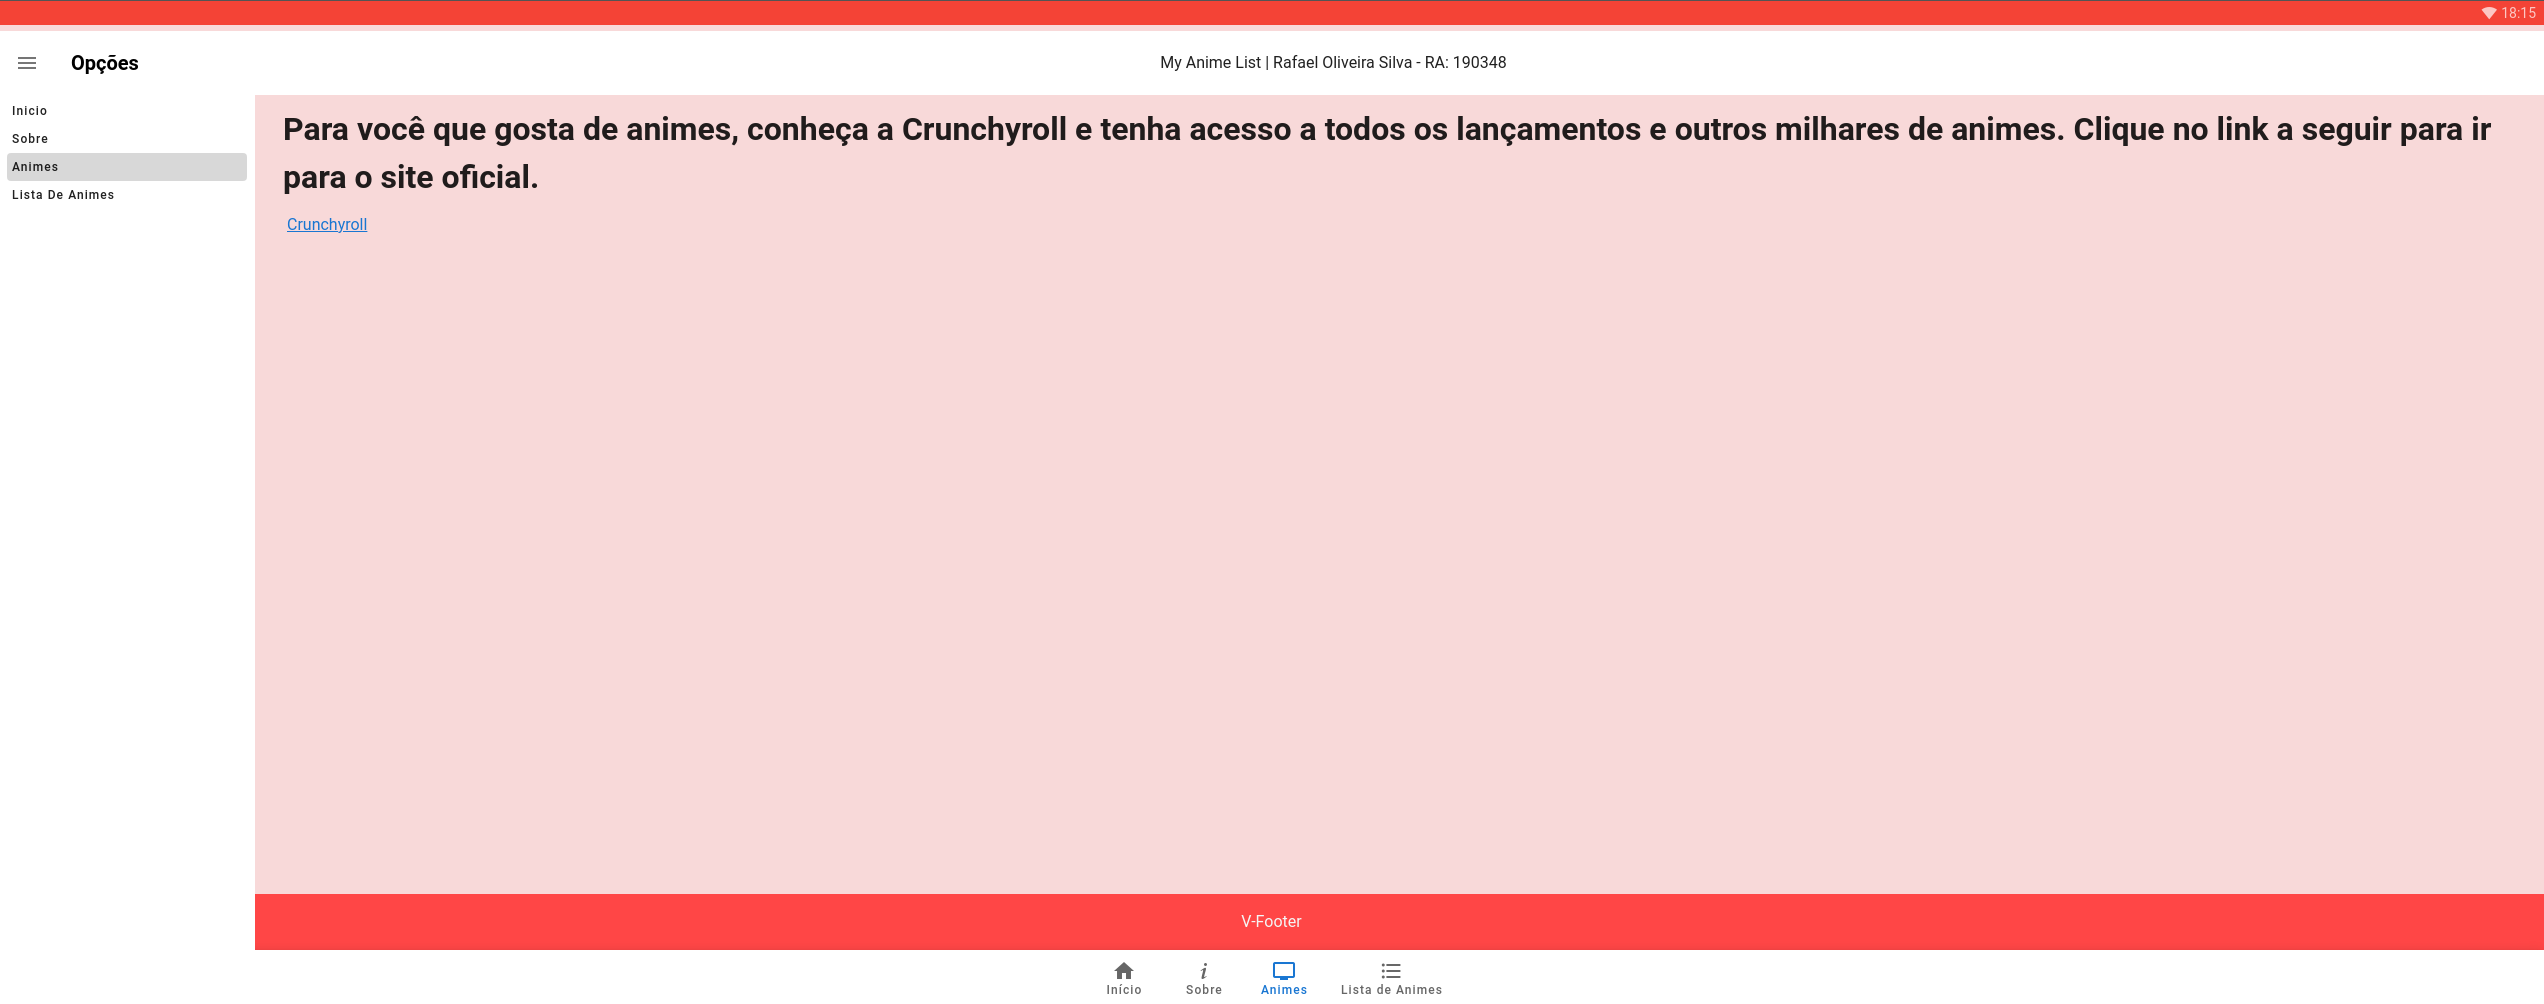 18:15
Opções
My Anime List | Rafael Oliveira Silva - RA: 190348
Inicio
Sobre
Animes
Lista De Animes
Para você que gosta de animes, conheça a Crunchyroll e tenha acesso a todos os lançamentos e outros milhares de animes. Clique no link a seguir para ir
para o site oficial.
Crunchyroll
V-Footer
Início
Sobre
Animes
Lista de Animes